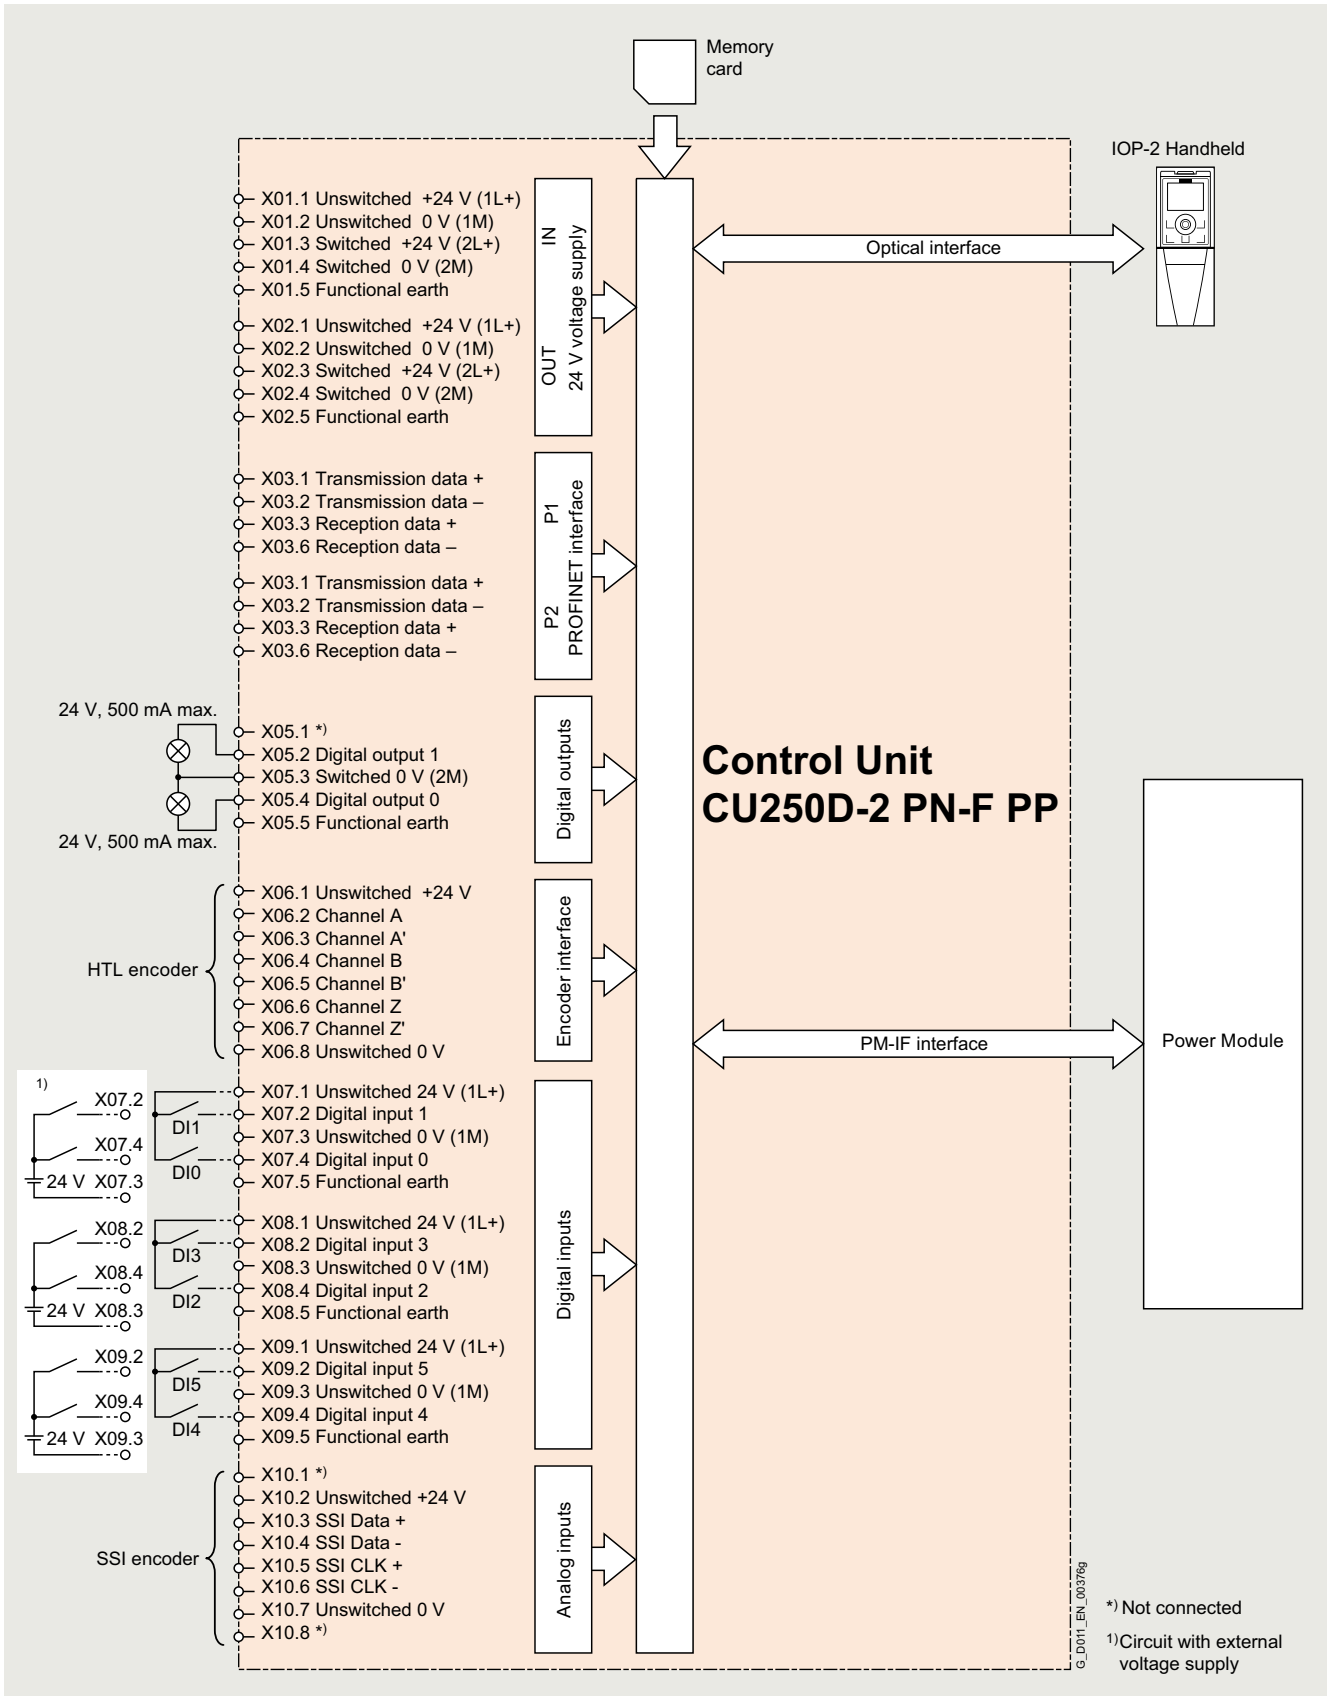 Memory
card
IOP-2 Handheld
X01.1 Unswitched +24 V (1L+)
X01.2 Unswitched 0 V (1M)
X01.3 Switched +24 V (2L+)
X01.4 Switched 0 V (2M)
X01.5 Functional earth
X02.1 Unswitched +24 V (1L+)
X02.2 Unswitched 0 V (1M)
X02.3 Switched +24 V (2L+)
X02.4 Switched 0 V (2M)
X02.5 Functional earth
OUT IN
24 V voltage supply
Optical interface
X03.1 Transmission data +
X03.2 Transmission data –
X03.3 Reception data +
X03.6 Reception data –
X03.1 Transmission data +
X03.2 Transmission data –
X03.3 Reception data +
X03.6 Reception data –
P2 P1
PROFINET interface
24 V, 500 mA max.
24 V, 500 mA max.
X05.1 *)
X05.2 Digital output 1
X05.3 Switched 0 V (2M)
X05.4 Digital output 0
X05.5 Functional earth
Digital outputs
Control Unit
CU250D-2 PN-F PP
HTL encoder
X06.1 Unswitched +24 V
X06.2 Channel A
X06.3 Channel A'
X06.4 Channel B
X06.5 Channel B'
X06.6 Channel Z
X06.7 Channel Z'
X06.8 Unswitched 0 V
Encoder interface
PM-IF interface
Power Module
1)
X07.2
X07.4
24 V X07.3
DI1
DI0
X07.1 Unswitched 24 V (1L+)
X07.2 Digital input 1
X07.3 Unswitched 0 V (1M)
X07.4 Digital input 0
X07.5 Functional earth
X08.2
X08.4
24 V X08.3
DI3
DI2
X08.1 Unswitched 24 V (1L+)
X08.2 Digital input 3
X08.3 Unswitched 0 V (1M)
X08.4 Digital input 2
X08.5 Functional earth
X09.2
X09.4
24 V X09.3
DI5
DI4
X09.1 Unswitched 24 V (1L+)
X09.2 Digital input 5
X09.3 Unswitched 0 V (1M)
X09.4 Digital input 4
X09.5 Functional earth
Digital inputs
SSI encoder
X10.1 *)
X10.2 Unswitched +24 V
X10.3 SSI Data +
X10.4 SSI Data -
X10.5 SSI CLK +
X10.6 SSI CLK -
X10.7 Unswitched 0 V
X10.8 *)
Analog inputs
G_D011_EN_00376g
*) Not connected
1) Circuit with external
voltage supply